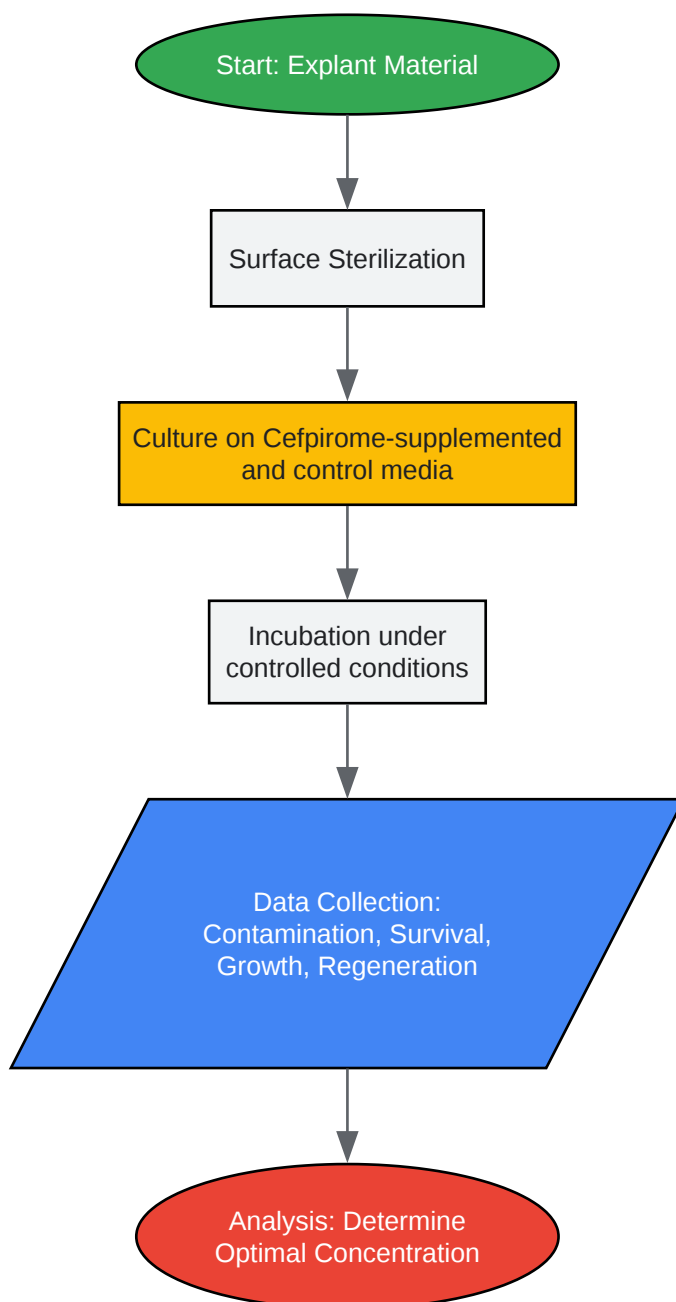 Start: Explant Material
Surface Sterilization
Culture on Cefpirome-supplemented
and control media
Incubation under
controlled conditions
Data Collection:
Contamination, Survival,
Growth, Regeneration
Analysis: Determine
Optimal Concentration